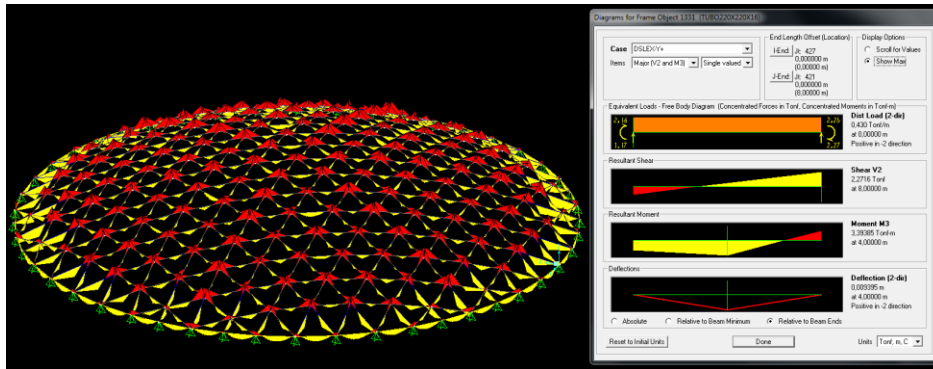 Diagrams for Frame Object 1331 (TUBO220X220X16)
Case DSLEX-Y+
Items Major (V2 and M3) Single valued
End Length Offset (Location)
I-End: Jt: 427
0,000000 m
(0,00000 m)
J-End: Jt: 421
0,000000 m
(8,00000 m)
Display Options
Scroll for Values
Show Max
Equivalent Loads - Free Body Diagram (Concentrated Forces in Tonf, Concentrated Moments in Tonf-m)
1.17
2.27
Dist Load (2-dir)
0,430 Tonf/m
at 0,00000 m
Positive in -2 direction
Resultant Shear
Shear V2
2,2716 Tonf
at 8,00000 m
Resultant Moment
Moment M3
3,39385 Tonf-m
at 4,00000 m
Deflections
Deflection (2-dir)
0,009395 m
at 4,00000 m
Positive in -2 direction
Absolute Relative to Beam Minimum Relative to Beam Ends
Reset to Initial Units Done Units Tonf, m, C